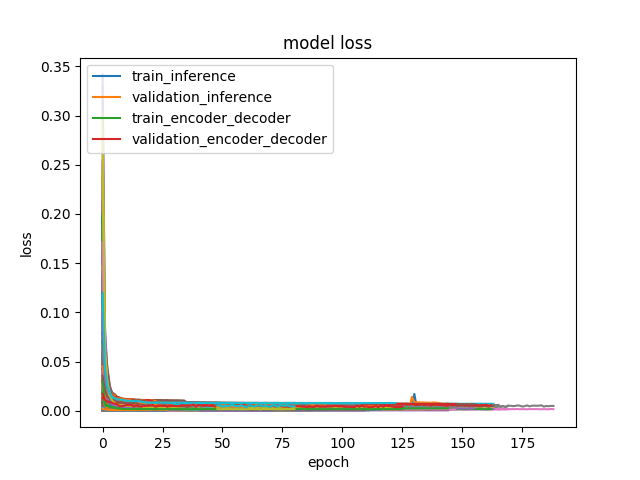 model loss
train_inference
validation_inference
train_encoder_decoder
validation_encoder_decoder
0.35
0.30
0.25
0.20
0.15
0.10
0.05
0.00
loss
0 25 50 75 100 125 150 175
epoch